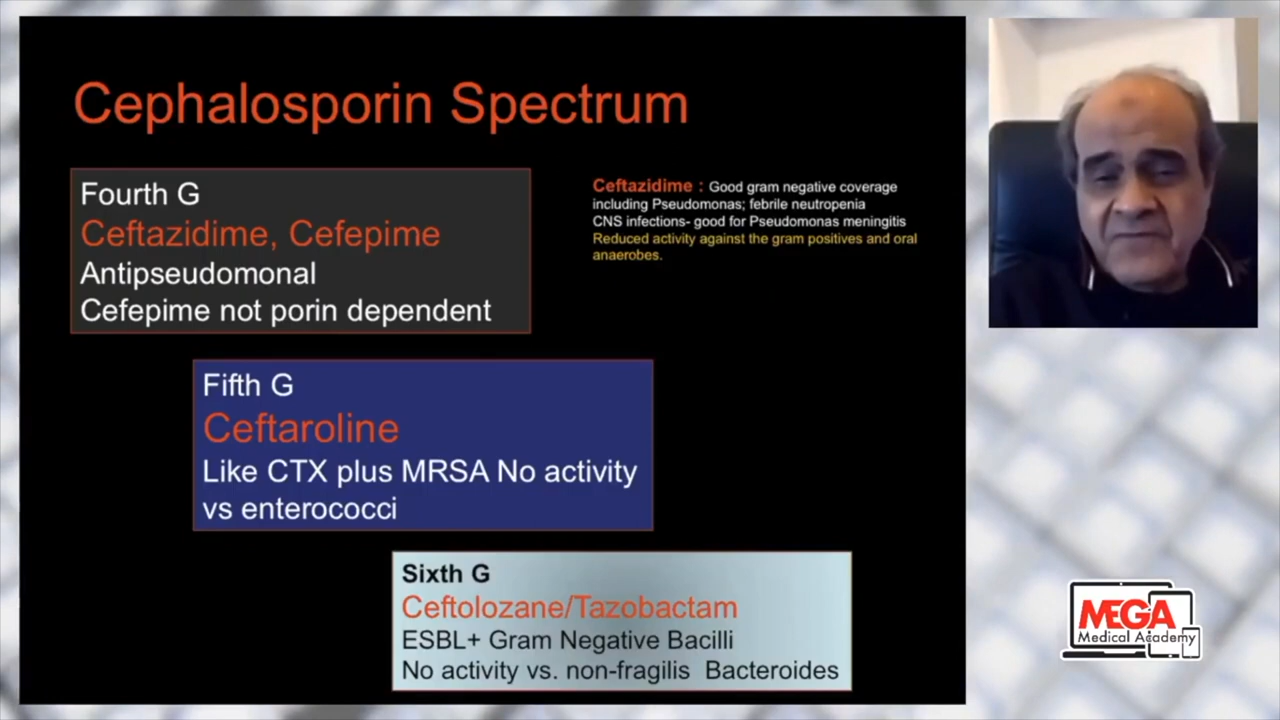 Cephalosporin Spectrum
Fourth G
Ceftazidime, Cefepime
Antipseudomonal
Cefepime not porin dependent
Ceftazidime : Good gram negative coverage
including Pseudomonas; febrile neutropenia
CNS infections- good for Pseudomonas meningitis
Reduced activity against the gram positives and oral
anaerobes.
Fifth G
Ceftaroline
Like CTX plus MRSA No activity
vs enterococci
Sixth G
Ceftolozane/Tazobactam
ESBL+ Gram Negative Bacilli
No activity vs. non-fragilis Bacteroides
MEGA
Medical Academy